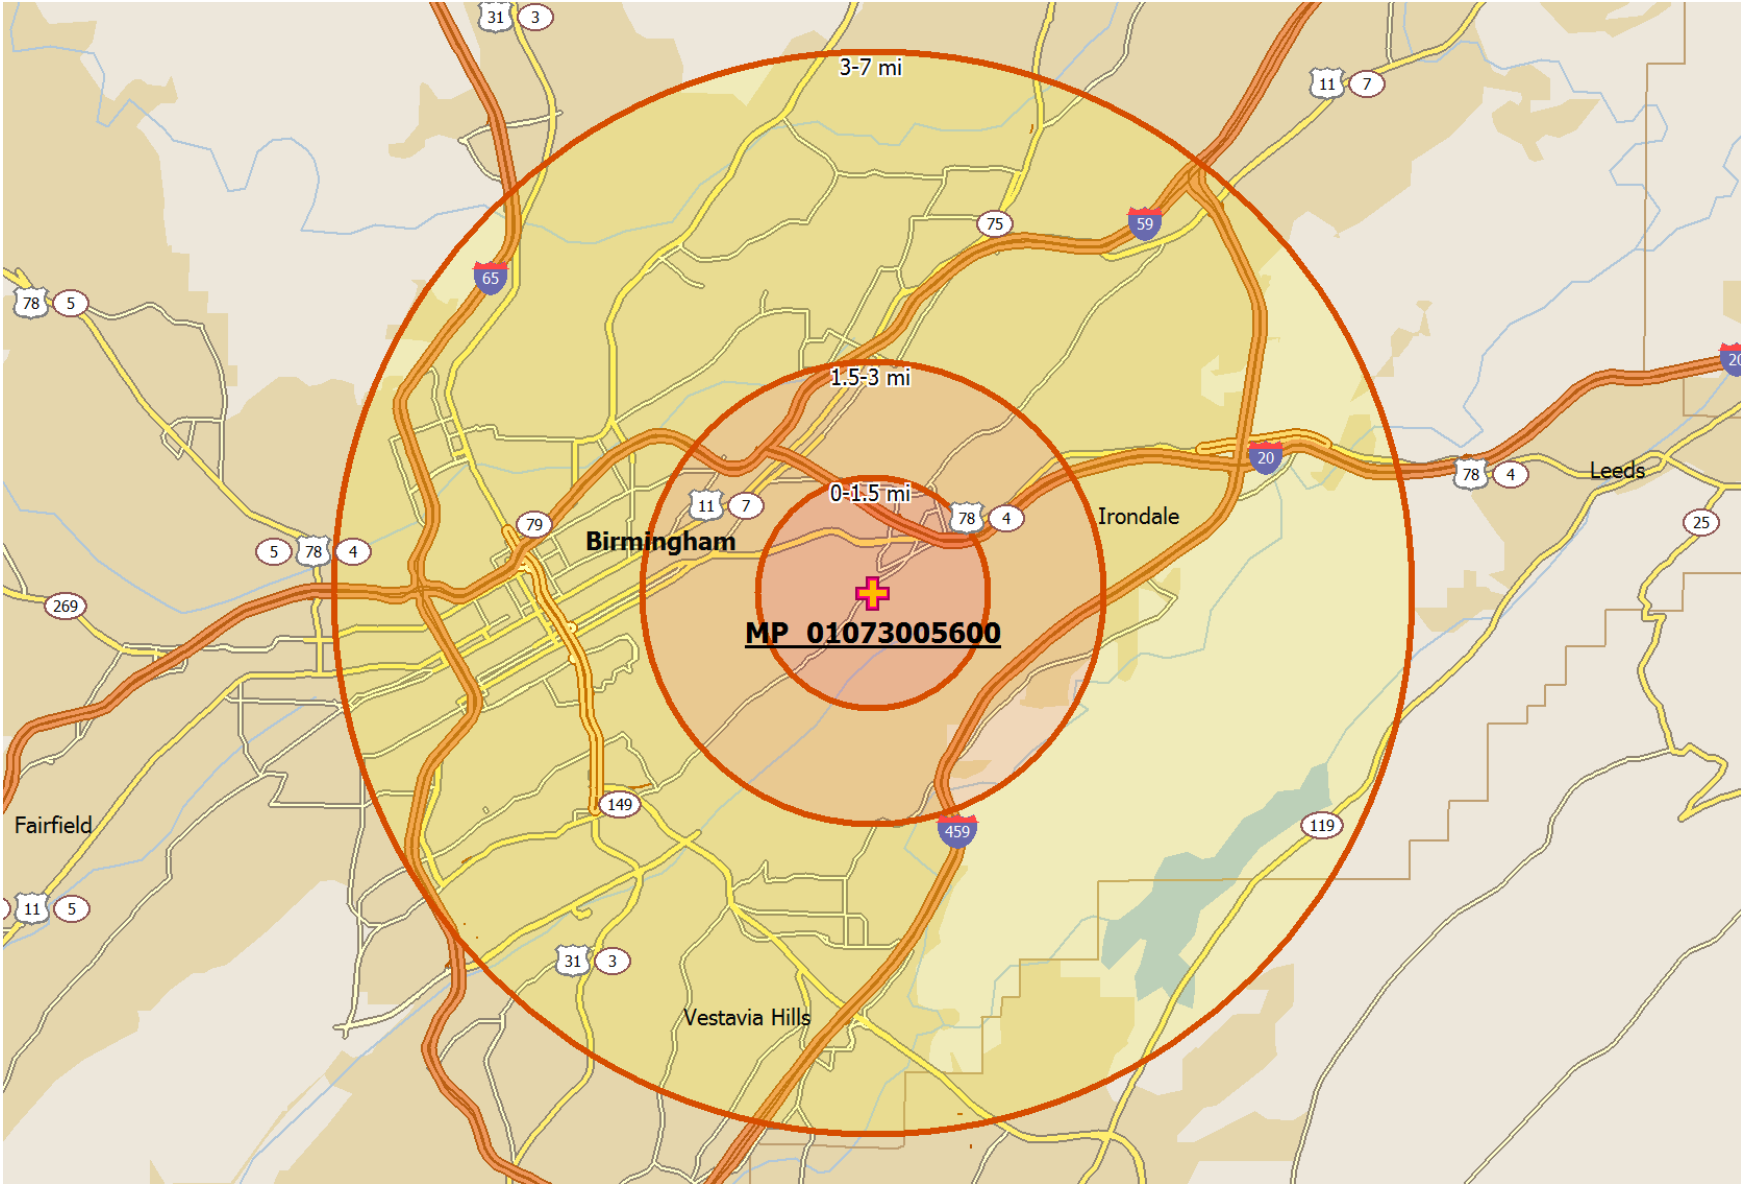 31 3
3-7 mi
11 7
75
59
65
78 5
20
1.5-3 mi
20
78 4
Leeds
0-1.5 mi
11 7
78 4
Irondale
79
25
Birmingham
5 78 4
269
MP 01073005600
149
Fairfield
459
119
11 5
31 3
Vestavia Hills